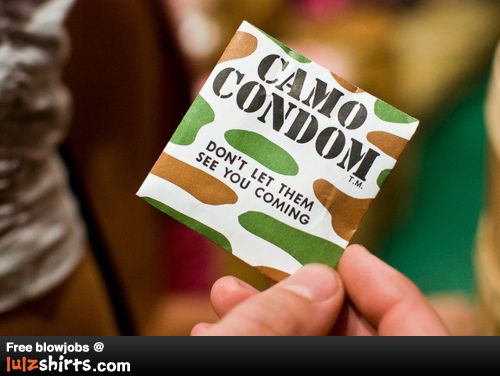 CAMO
CONDOM
T.M.
DON'T LET THEM
SEE YOU COMING
Free blowjobs @
lulzshirts.com